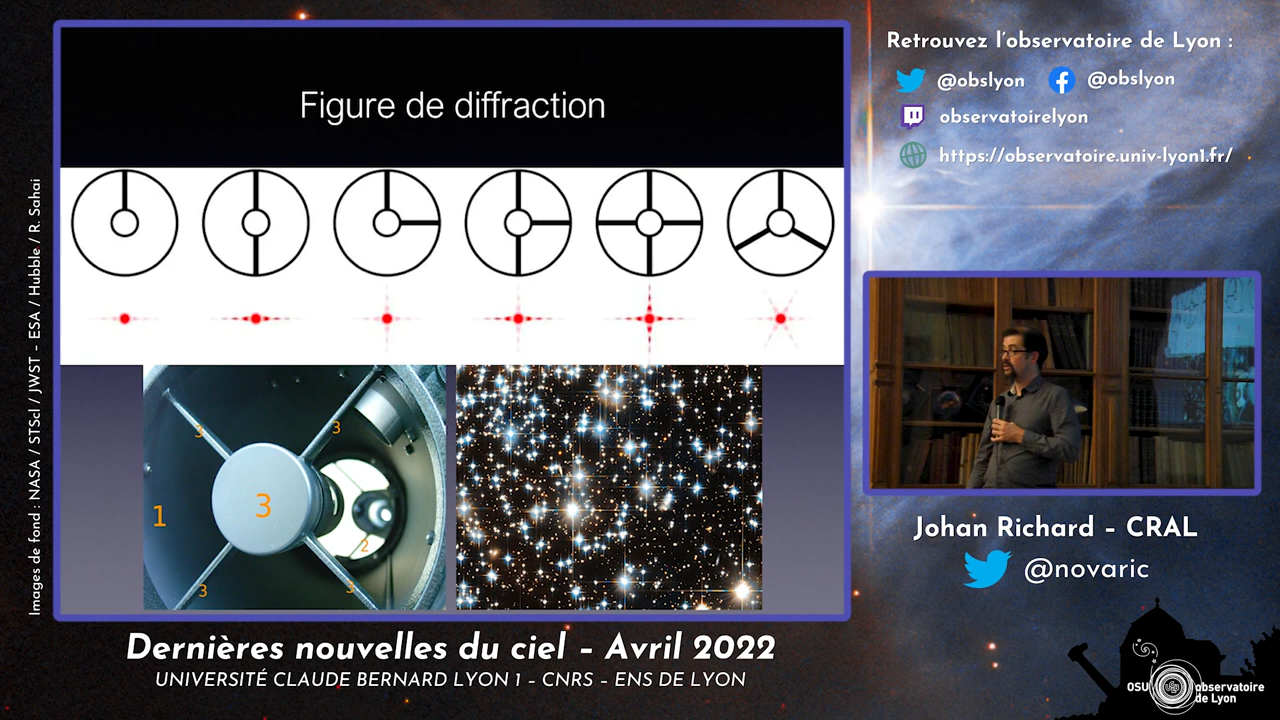 Figure de diffraction
3
3
1
3
2
3
3
Images de fond : NASA / STScI / JWST - ESA / Hubble / R. Sahai
Dernières nouvelles du ciel – Avril 2022
UNIVERSITÉ CLAUDE BERNARD LYON 1 – CNRS – ENS DE LYON
Retrouvez l'observatoire de Lyon :
@obslyon @obslyon
observatoirelyon
https://observatoire.univ-lyon1.fr/
Johan Richard – CRAL
@novaric
OSU observatoire
de Lyon